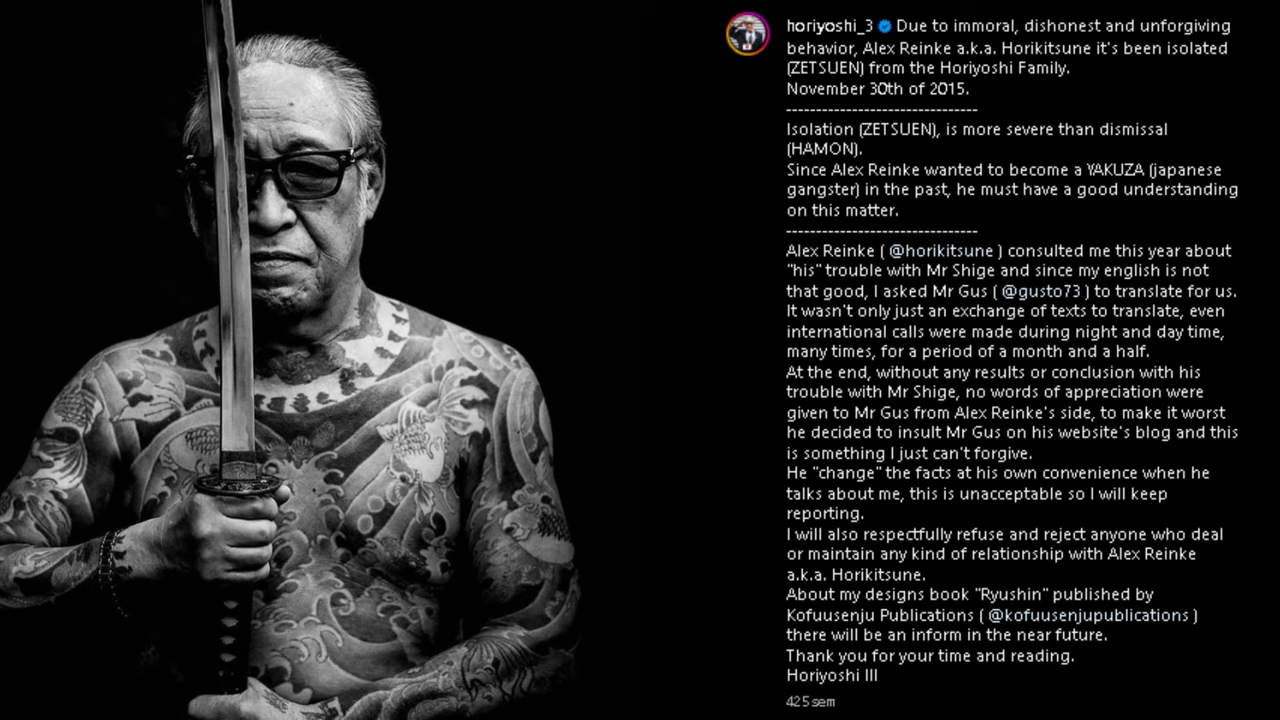 horiyoshi_3 Due to immoral, dishonest and unforgiving
behavior, Alex Reinke a.k.a. Horikitsune it's been isolated
(ZETSUEN) from the Horiyoshi Family.
November 30th of 2015.
--------------------------------
Isolation (ZETSUEN), is more severe than dismissal
(HAMON).
Since Alex Reinke wanted to become a YAKUZA (japanese
gangster) in the past, he must have a good understanding
on this matter.
--------------------------------
Alex Reinke ( @horikitsune ) consulted me this year about
"his" trouble with Mr Shige and since my english is not
that good, I asked Mr Gus ( @gusto73 ) to translate for us.
It wasn't only just an exchange of texts to translate, even
international calls were made during night and day time,
many times, for a period of a month and a half.
At the end, without any results or conclusion with his
trouble with Mr Shige, no words of appreciation were
given to Mr Gus from Alex Reinke's side, to make it worst
he decided to insult Mr Gus on his website's blog and this
is something I just can't forgive.
He "change" the facts at his own convenience when he
talks about me, this is unacceptable so I will keep
reporting.
I will also respectfully refuse and reject anyone who deal
or maintain any kind of relationship with Alex Reinke
a.k.a. Horikitsune.
About my designs book "Ryushin" published by
Kofuusenju Publications ( @kofuusenjupublications )
there will be an inform in the near future.
Thank you for your time and reading.
Horiyoshi III
425 sem